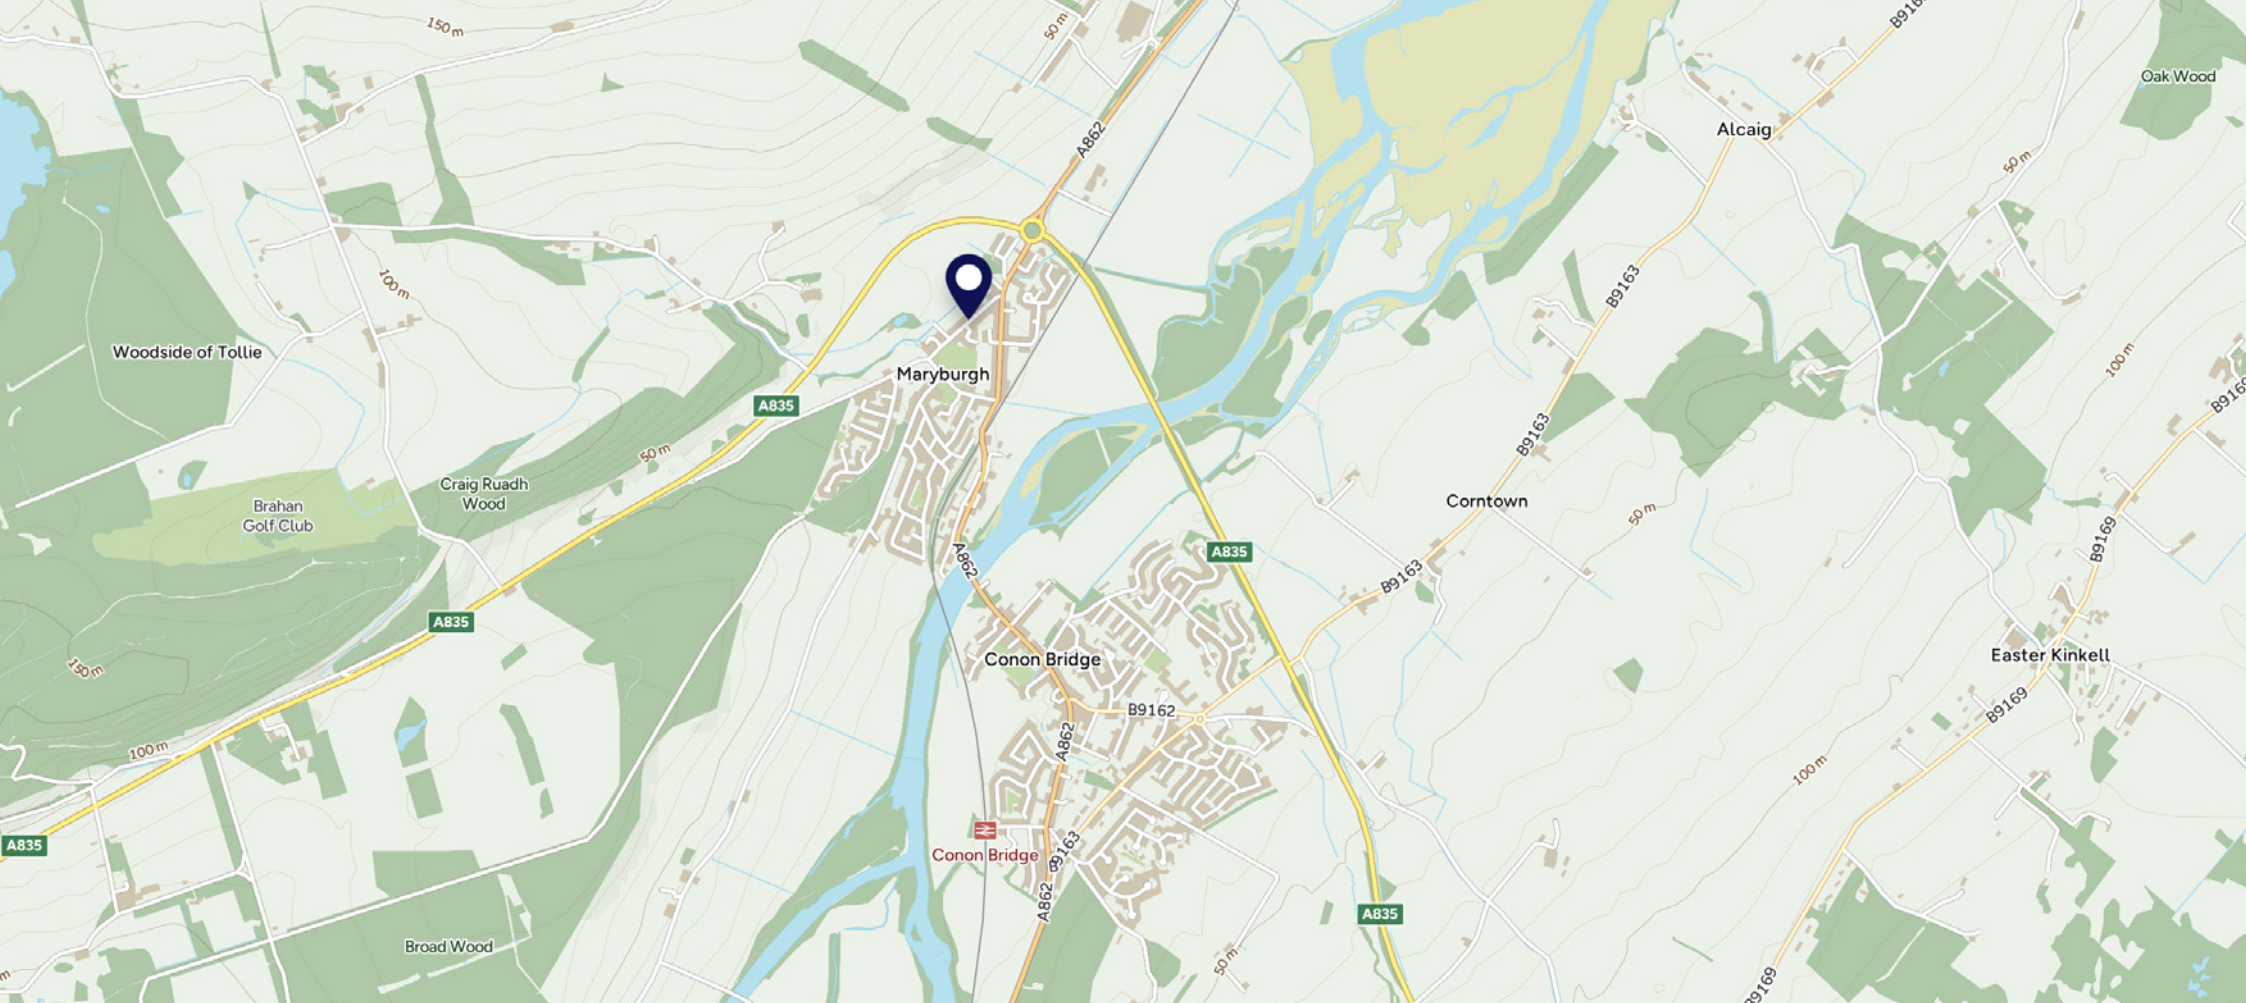 150 m
50 m
B9163
Oak Wood
A862
Alcaig
50 m
100 m
B9163
Woodside of Tollie
Maryburgh
100 m
A835
B9169
50 m
B9163
Craig Ruadh
Wood
Brahan
Golf Club
Corntown
50 m
B9169
A862
A835
B9163
A835
150 m
Conon Bridge
Easter Kinkell
B9169
B9162
A862
100 m
100 m
A835
Conon Bridge
B9163
A862
A835
Broad Wood
50 m
B9169
m